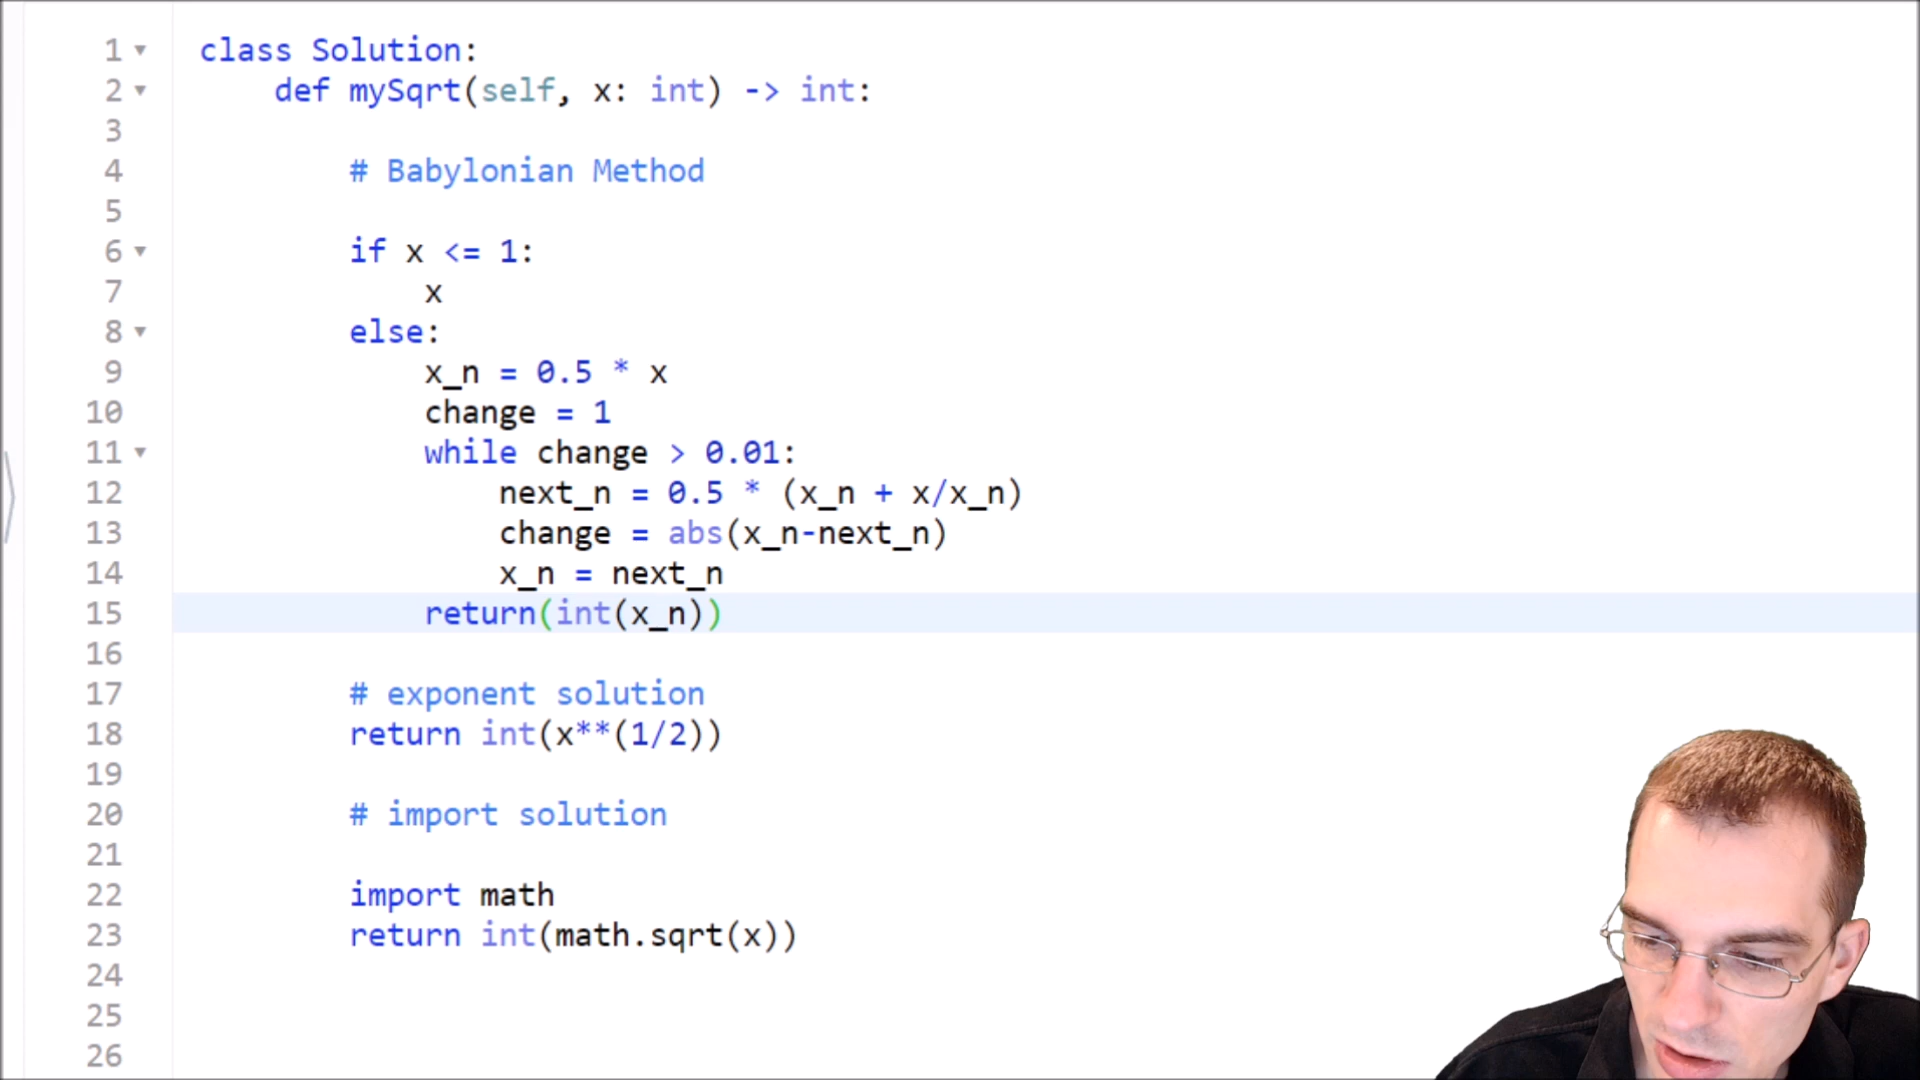 1 class Solution:
2 def mySqrt(self, x: int) -> int:
3
4 # Babylonian Method
5
6 if x <= 1:
7 x
8 else:
9 x_n = 0.5 * x
10 change = 1
11 while change > 0.01:
12 next_n = 0.5 * (x_n + x/x_n)
13 change = abs(x_n-next_n)
14 x_n = next_n
15 return(int(x_n))
16
17 # exponent solution
18 return int(x**(1/2))
19
20 # import solution
21
22 import math
23 return int(math.sqrt(x))
24
25
26